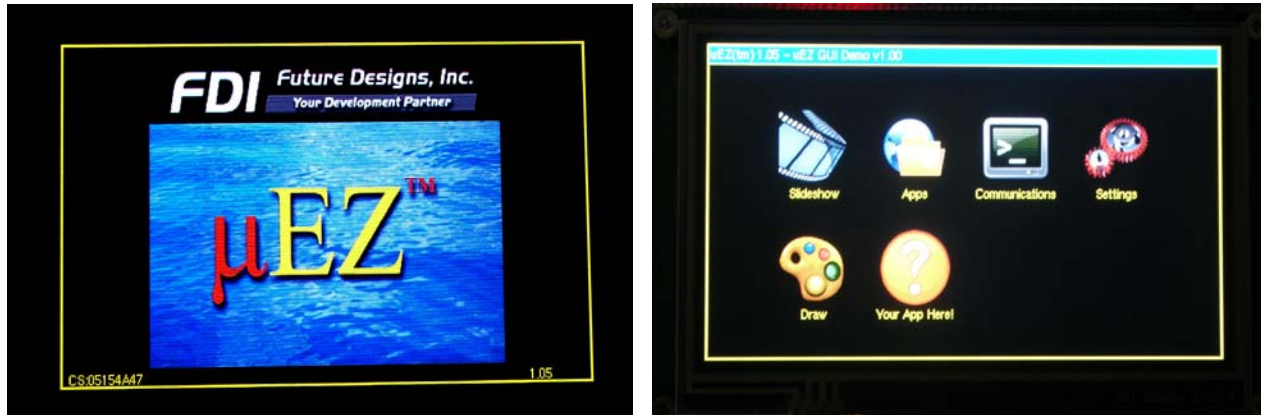 FDI Future Designs, Inc.
Your Development Partner
µEZ™
CS:05154A47
1.05
uEZ(tm) 1.05 - uEZ GUI Demo v1.00
Slideshow
Apps
Communications
Settings
Draw
Your App Here!